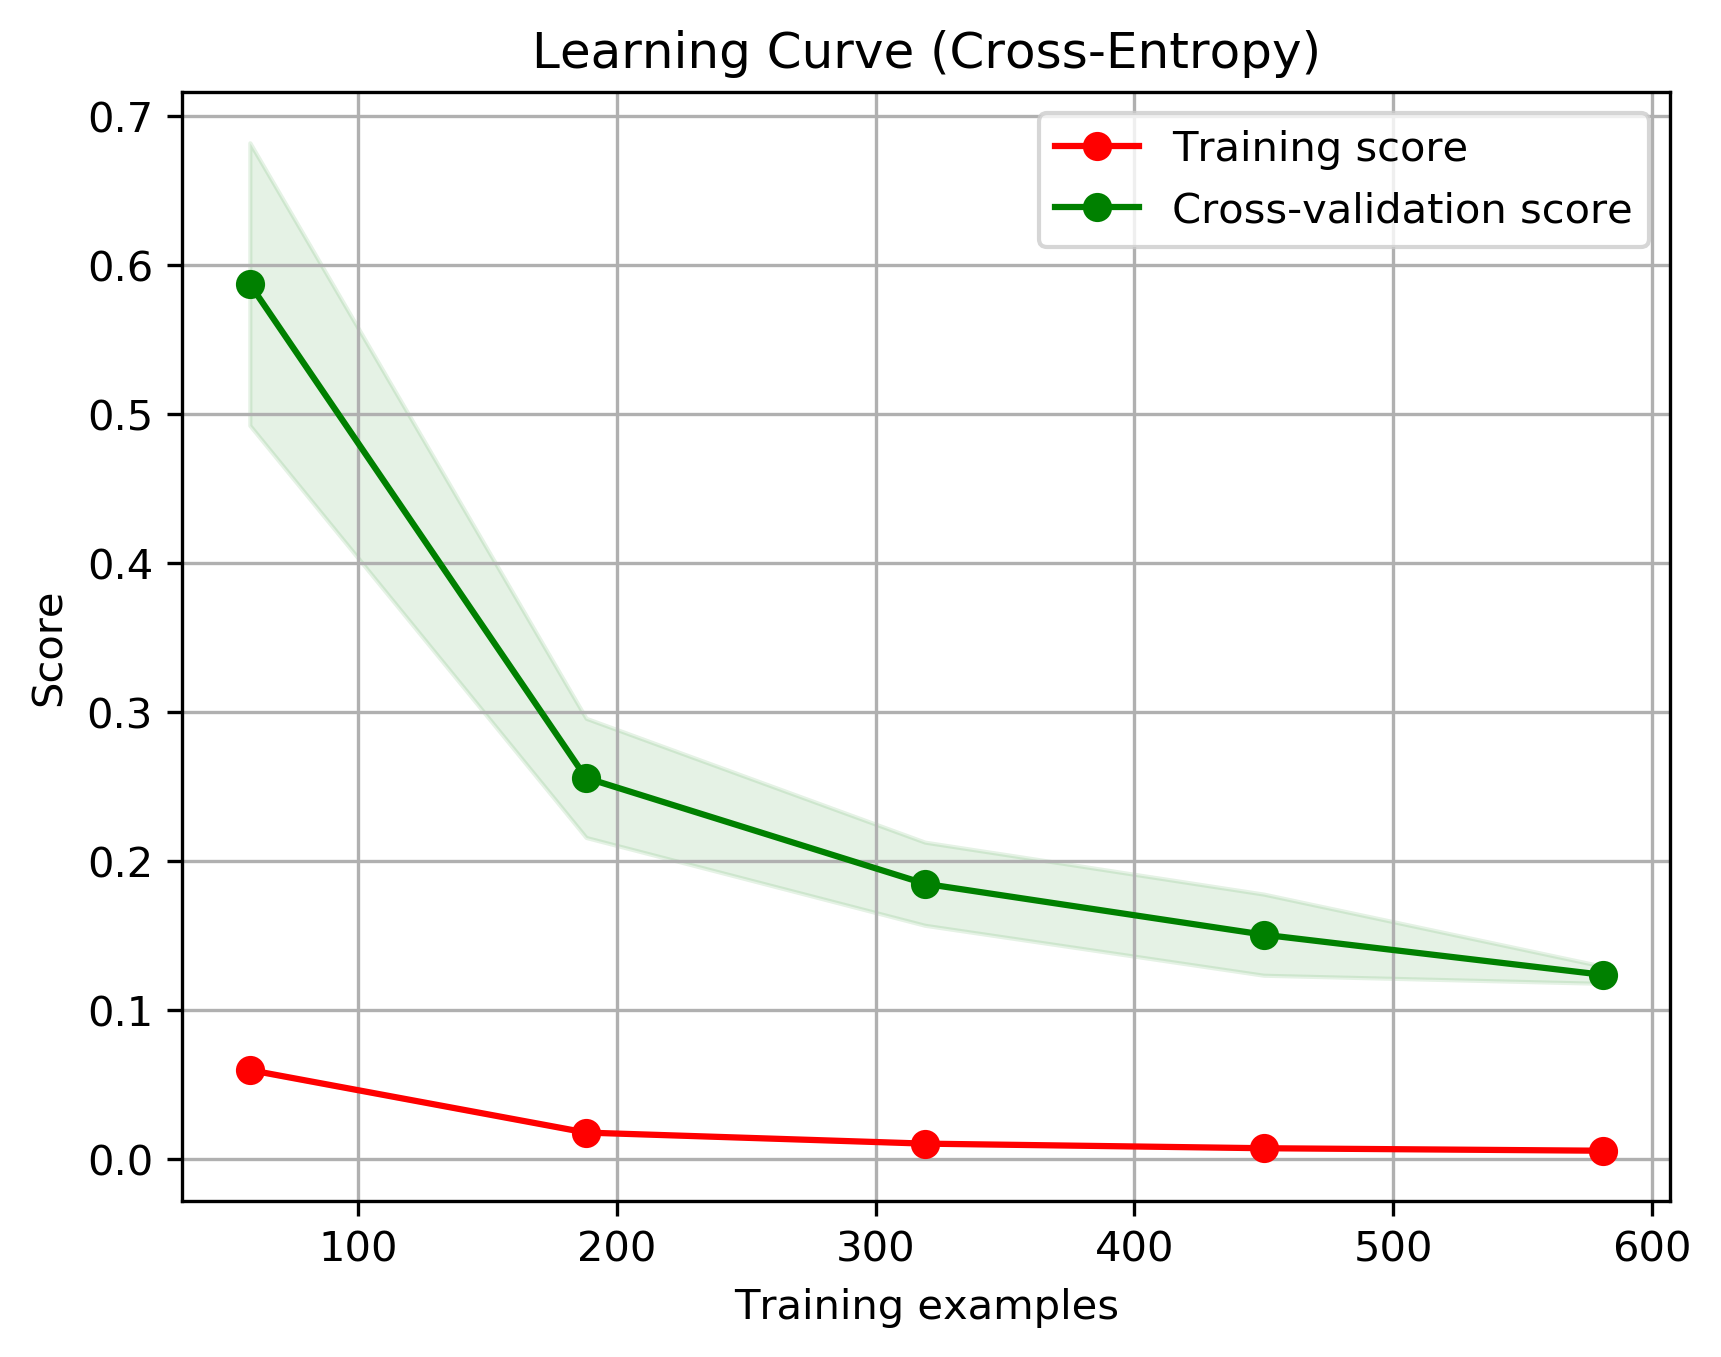 Learning Curve (Cross-Entropy)
Training score
Cross-validation score
0.7
0.6
0.5
0.4
0.3
0.2
0.1
0.0
Score
100 200 300 400 500 600
Training examples